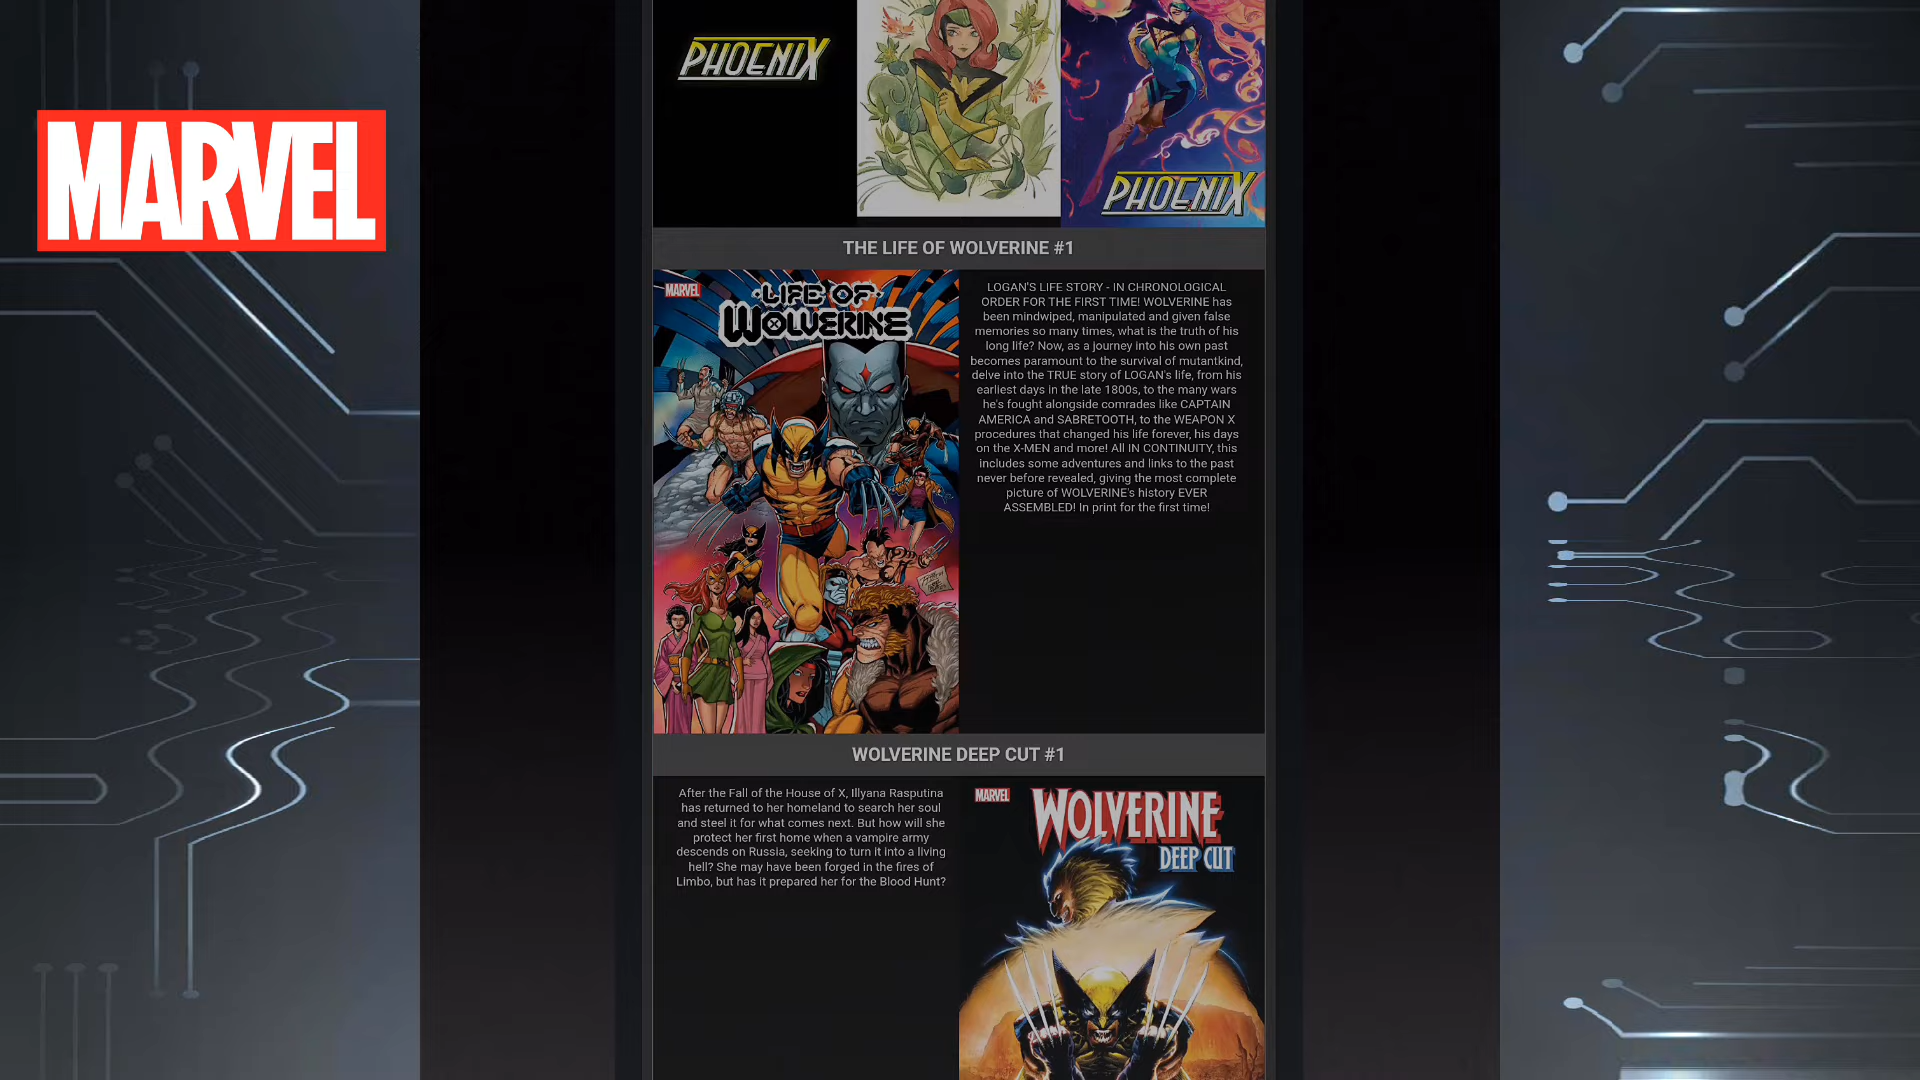 MARVEL
PHOENIX
PHOENIX
THE LIFE OF WOLVERINE #1
MARVEL
LIFE OF
WOLVERINE
LOGAN'S LIFE STORY - IN CHRONOLOGICAL
ORDER FOR THE FIRST TIME! WOLVERINE has
been mindwiped, manipulated and given false
memories so many times, what is the truth of his
long life? Now, as a journey into his own past
becomes paramount to the survival of mutantkind,
delve into the TRUE story of LOGAN's life, from his
earliest days in the late 1800s, to the many wars
he's fought alongside comrades like CAPTAIN
AMERICA and SABRETOOTH, to the WEAPON X
procedures that changed his life forever, his days
on the X-MEN and more! All IN CONTINUITY, this
includes some adventures and links to the past
never before revealed, giving the most complete
picture of WOLVERINE's history EVER
ASSEMBLED! In print for the first time!
WOLVERINE DEEP CUT #1
After the Fall of the House of X, Illyana Rasputina
has returned to her homeland to search her soul
and steel it for what comes next. But how will she
protect her first home when a vampire army
descends on Russia, seeking to turn it into a living
hell? She may have been forged in the fires of
Limbo, but has it prepared her for the Blood Hunt?
MARVEL
WOLVERINE
DEEP CUT